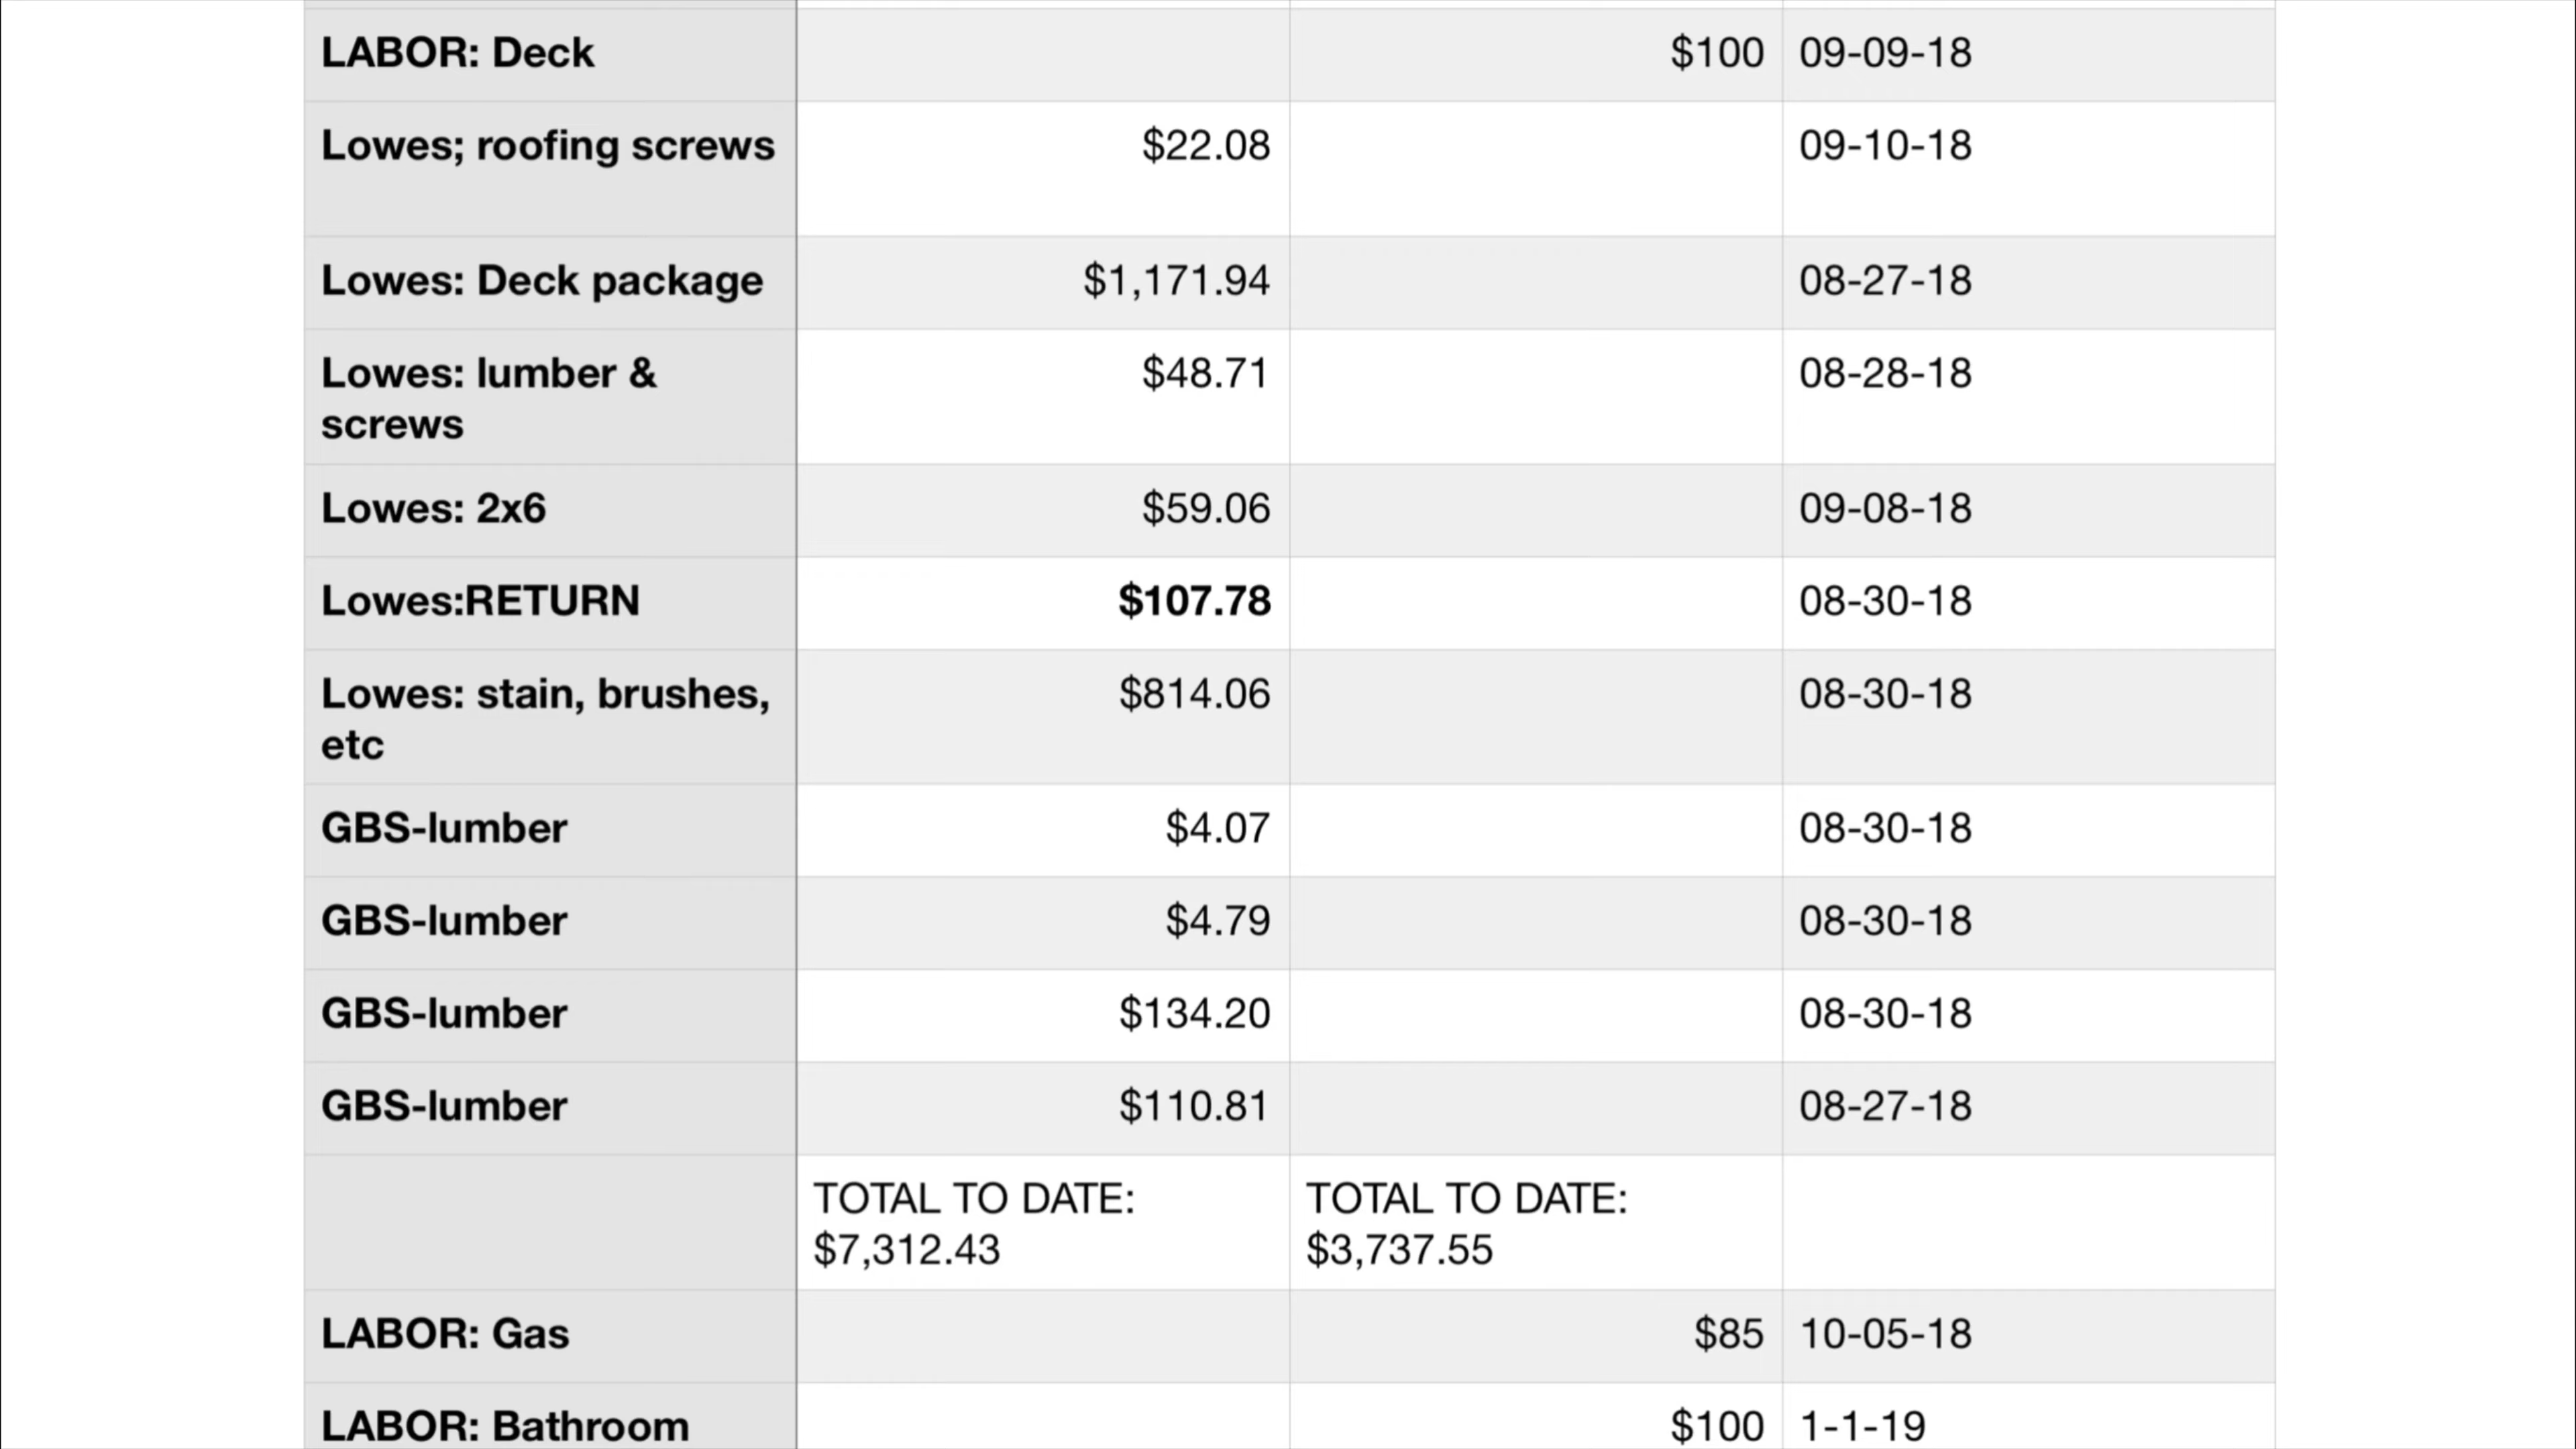 LABOR: Deck $100 09-09-18
Lowes; roofing screws $22.08 09-10-18
Lowes: Deck package $1,171.94 08-27-18
Lowes: lumber & $48.71 08-28-18
screws
Lowes: 2x6 $59.06 09-08-18
Lowes:RETURN $107.78 08-30-18
Lowes: stain, brushes, $814.06 08-30-18
etc
GBS-lumber $4.07 08-30-18
GBS-lumber $4.79 08-30-18
GBS-lumber $134.20 08-30-18
GBS-lumber $110.81 08-27-18
TOTAL TO DATE: TOTAL TO DATE:
$7,312.43 $3,737.55
LABOR: Gas $85 10-05-18
LABOR: Bathroom $100 1-1-19